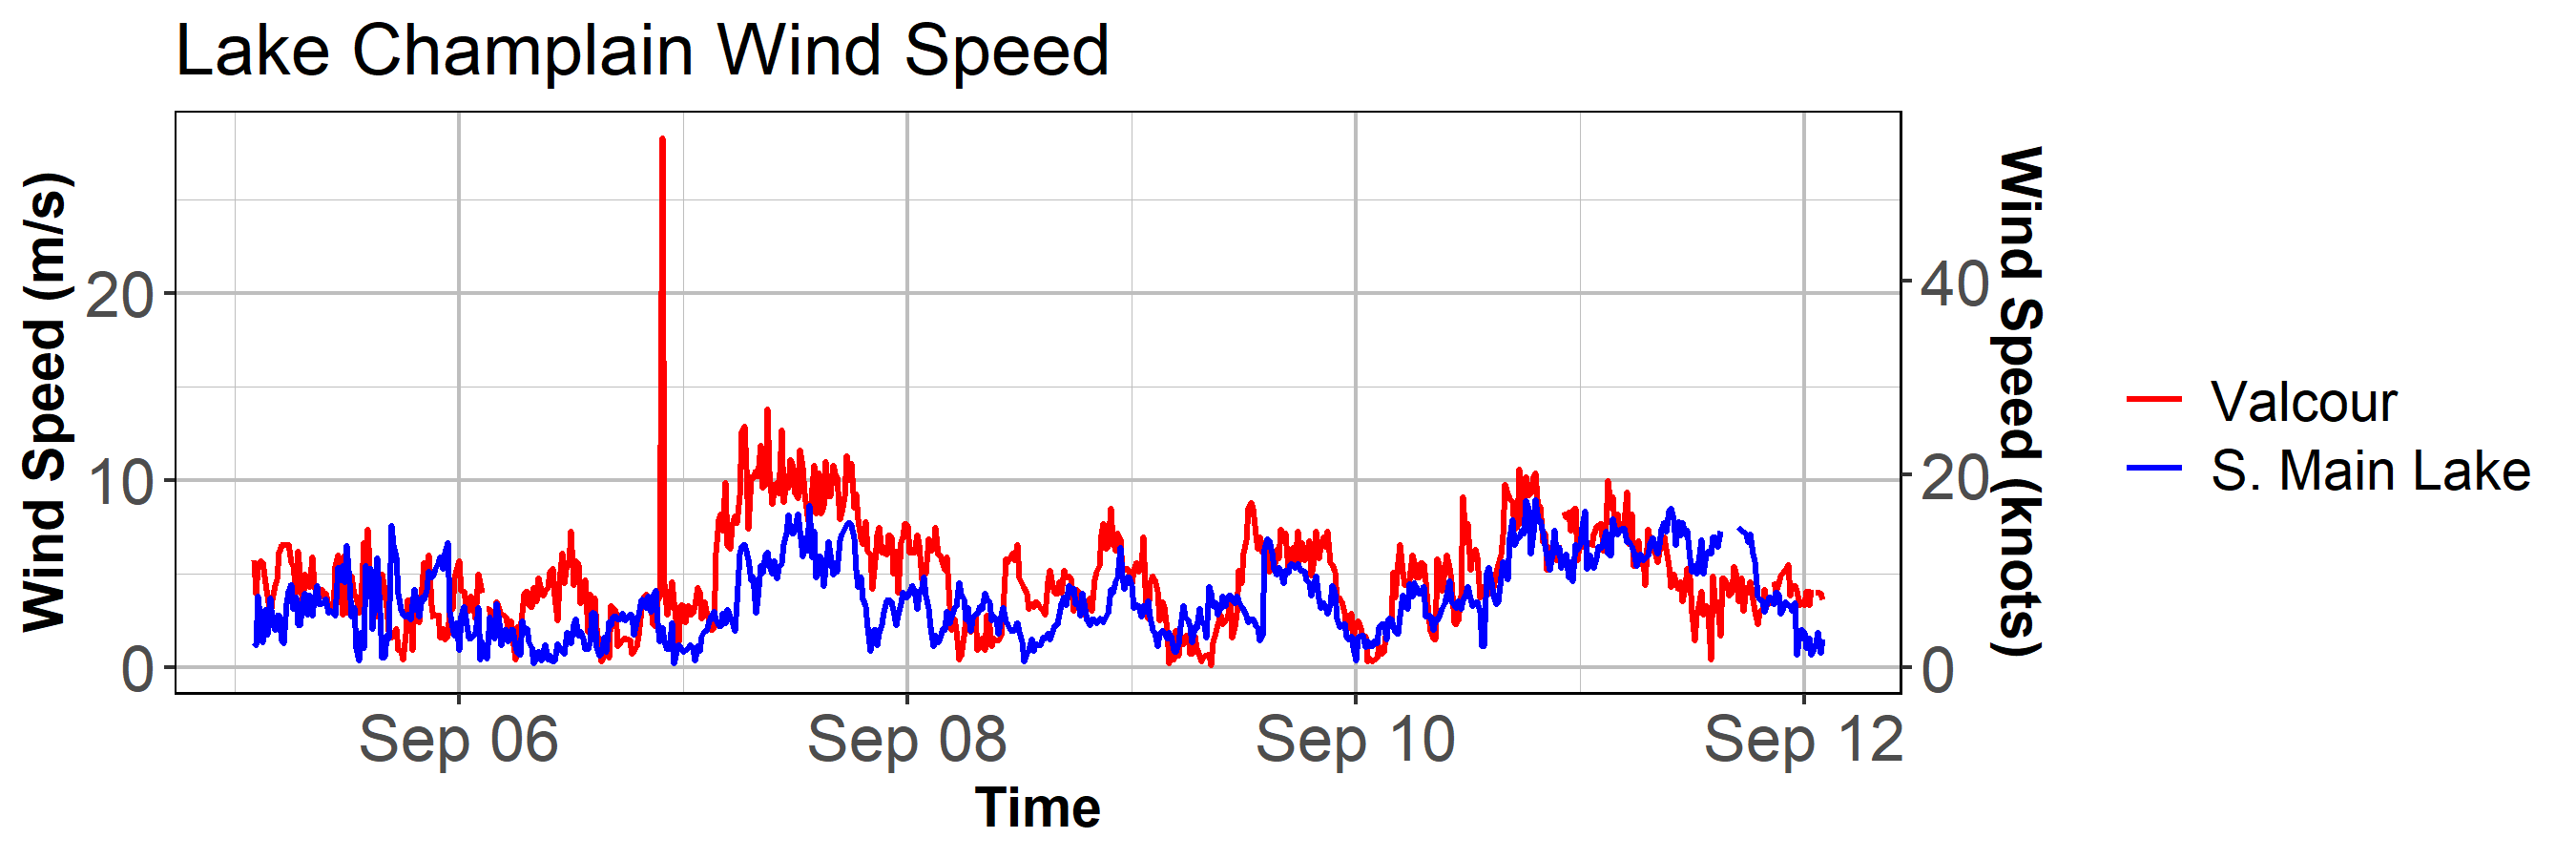 Lake Champlain Wind Speed
Wind Speed (m/s)
20
10
0
40
20
0
Wind Speed (knots)
Sep 06
Sep 08
Sep 10
Sep 12
Time
Valcour
S. Main Lake